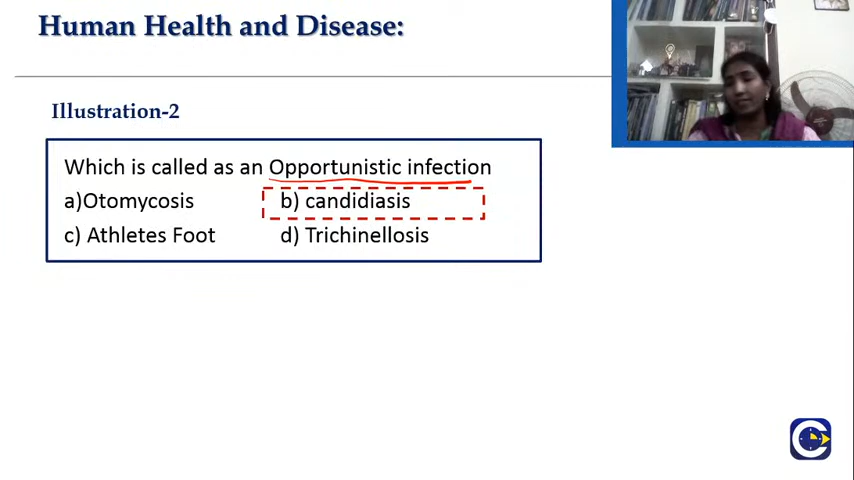 Human Health and Disease:
Illustration-2
Which is called as an Opportunistic infection
a)Otomycosis b) candidiasis
c) Athletes Foot d) Trichinellosis